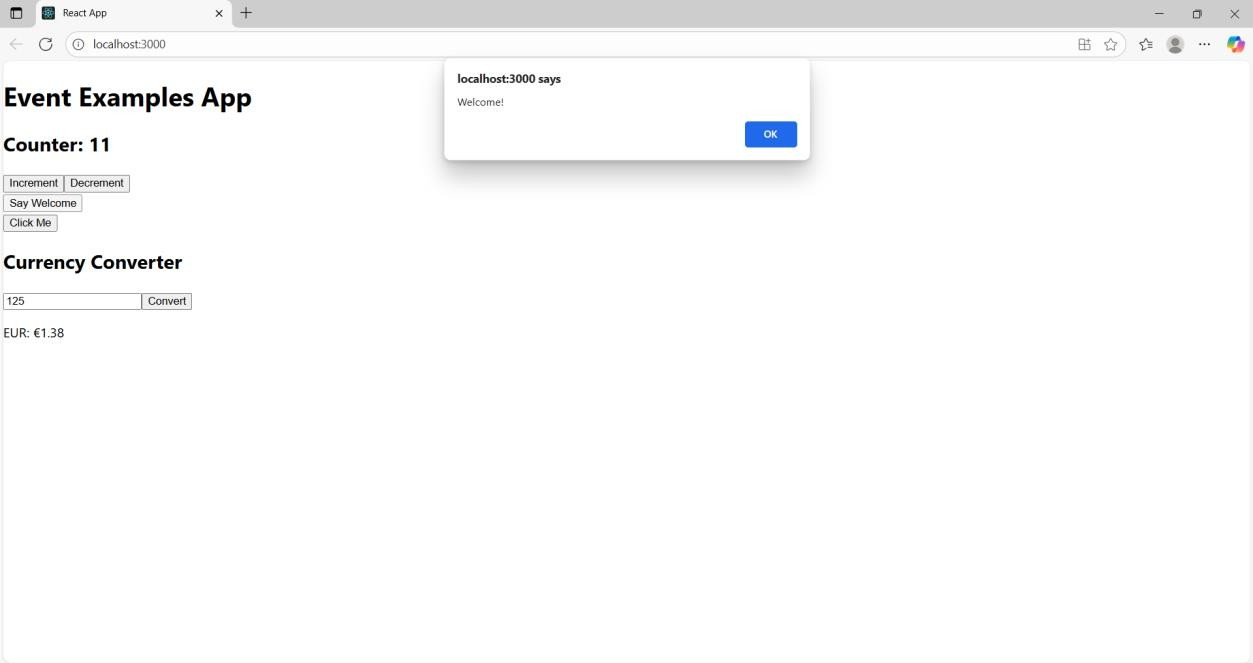 React App
localhost:3000
localhost:3000 says
Welcome!
OK
Event Examples App
Counter: 11
Increment Decrement
Say Welcome
Click Me
Currency Converter
125 Convert
EUR: €1.38